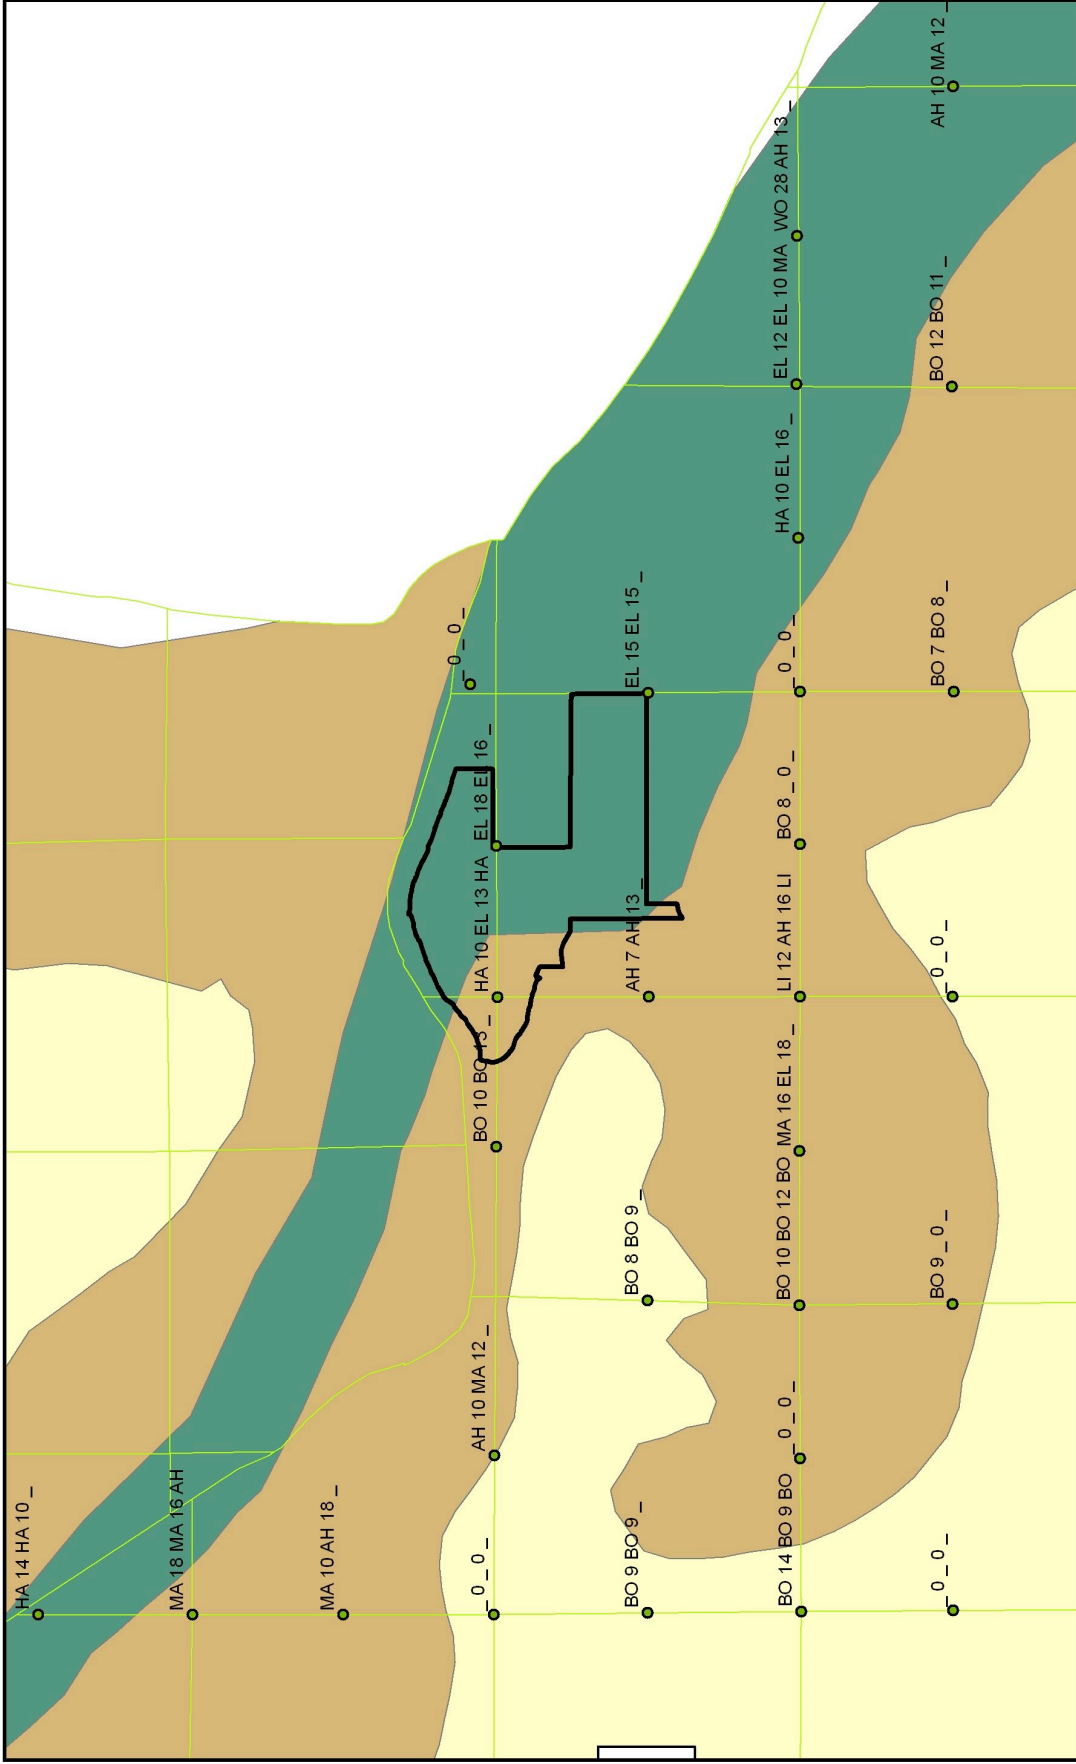 HA 14 HA 10 _
MA 18 MA 16 AH
MA 10 AH 18 _
_ 0 _ 0 _
AH 10 MA 12 _
BO 10 BO 13 _
HA 10 EL 13 HA
EL 18 EL 16 _
_ 0 _ 0 _
BO 9 BO 9 _
BO 8 BO 9 _
AH 7 AH 13 _
EL 15 EL 15 _
BO 14 BO 9 BO
_ 0 _ 0 _
BO 10 BO 12 BO
MA 16 EL 18 _
LI 12 AH 16 LI
BO 8 _ 0 _
_ 0 _ 0 _
HA 10 EL 16 _
EL 12 EL 10 MA
WO 28 AH 13 _
_ 0 _ 0 _
BO 9 _ 0 _
_ 0 _ 0 _
BO 7 BO 8 _
BO 12 BO 11 _
AH 10 MA 12 _